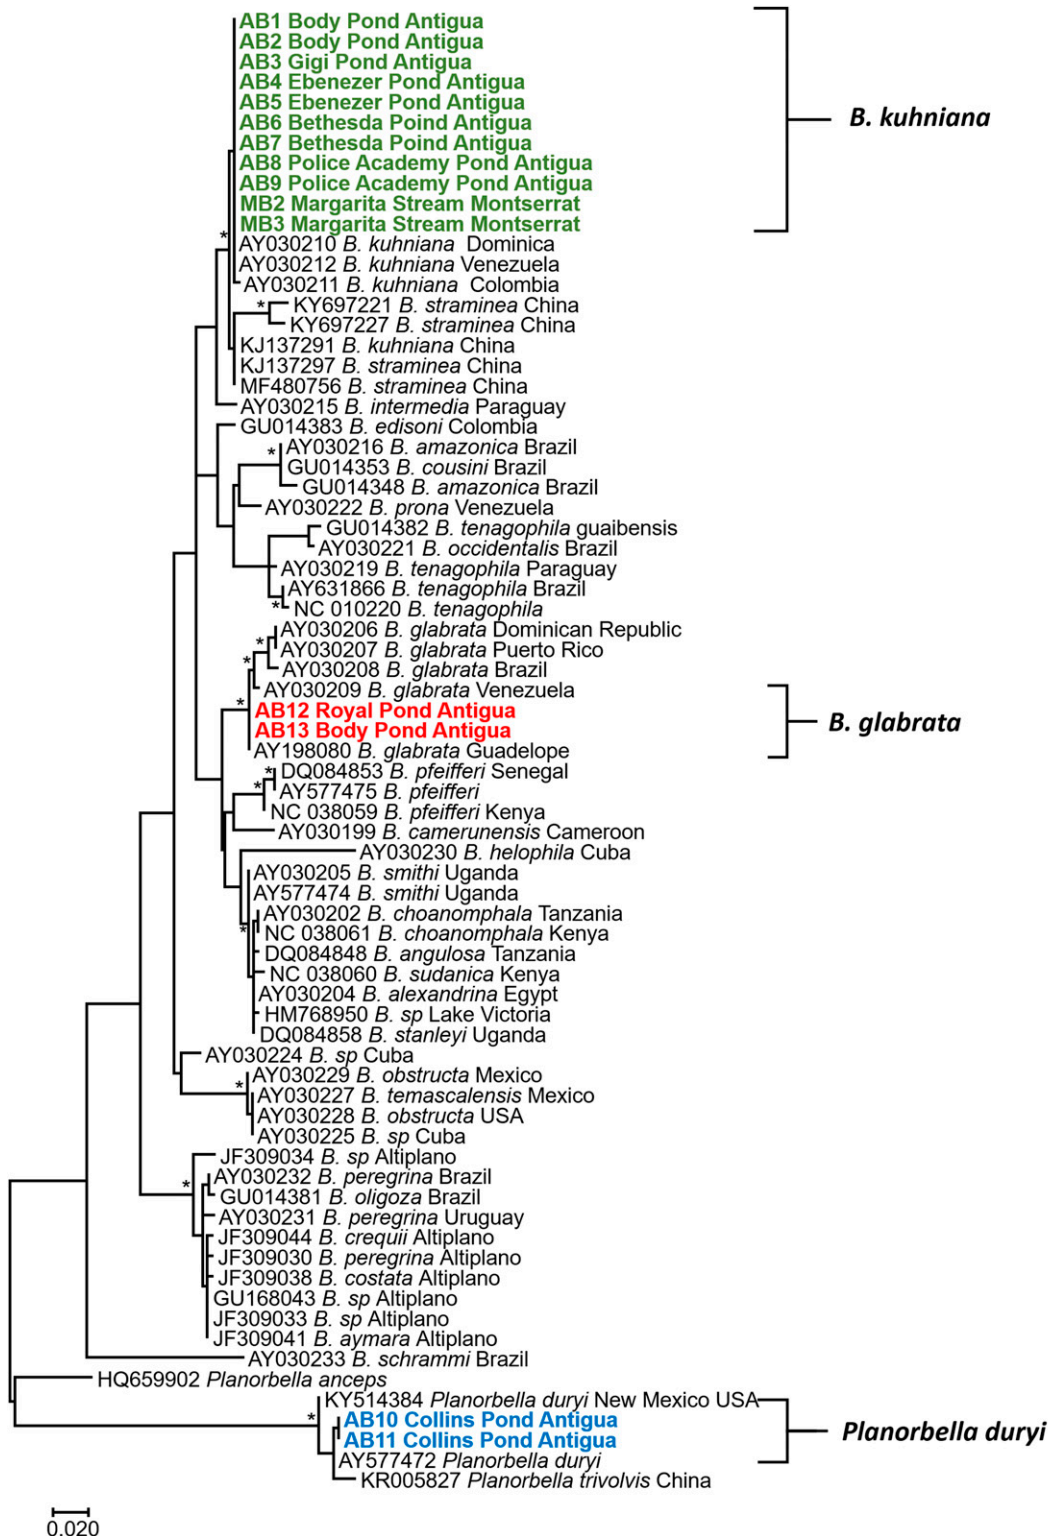 AB1 Body Pond Antigua
AB2 Body Pond Antigua
AB3 Gigi Pond Antigua
AB4 Ebenezer Pond Antigua
AB5 Ebenezer Pond Antigua
AB6 Bethesda Poind Antigua
B. kuhniana
AB7 Bethesda Poind Antigua
AB8 Police Academy Pond Antigua
AB9 Police Academy Pond Antigua
MB2 Margarita Stream Montserrat
MB3 Margarita Stream Montserrat
*
AY030210 B. kuhniana Dominica
AY030212 B. kuhniana Venezuela
AY030211 B. kuhniana Colombia
*
KY697221 B. straminea China
KY697227 B. straminea China
KJ137291 B. kuhniana China
KJ137297 B. straminea China
MF480756 B. straminea China
AY030215 B. intermedia Paraguay
GU014383 B. edisoni Colombia
*
AY030216 B. amazonica Brazil
GU014353 B. cousini Brazil
GU014348 B. amazonica Brazil
AY030222 B. prona Venezuela
GU014382 B. tenagophila guaibensis
AY030221 B. occidentalis Brazil
AY030219 B. tenagophila Paraguay
AY631866 B. tenagophila Brazil
*
NC 010220 B. tenagophila
AY030206 B. glabrata Dominican Republic
*
AY030207 B. glabrata Puerto Rico
*
AY030208 B. glabrata Brazil
AY030209 B. glabrata Venezuela
*
AB12 Royal Pond Antigua
B. glabrata
AB13 Body Pond Antigua
AY198080 B. glabrata Guadelope
*
DQ084853 B. pfeifferi Senegal
*
AY577475 B. pfeifferi
NC 038059 B. pfeifferi Kenya
AY030199 B. camerunensis Cameroon
AY030230 B. helophila Cuba
AY030205 B. smithi Uganda
AY577474 B. smithi Uganda
AY030202 B. choanomphala Tanzania
*
NC 038061 B. choanomphala Kenya
DQ084848 B. angulosa Tanzania
NC 038060 B. sudanica Kenya
AY030204 B. alexandrina Egypt
HM768950 B. sp Lake Victoria
DQ084858 B. stanleyi Uganda
AY030224 B. sp Cuba
*
AY030229 B. obstructa Mexico
AY030227 B. temascalensis Mexico
AY030228 B. obstructa USA
AY030225 B. sp Cuba
JF309034 B. sp Altiplano
*
AY030232 B. peregrina Brazil
GU014381 B. oligoza Brazil
AY030231 B. peregrina Uruguay
JF309044 B. crequii Altiplano
JF309030 B. peregrina Altiplano
JF309038 B. costata Altiplano
GU168043 B. sp Altiplano
JF309033 B. sp Altiplano
JF309041 B. aymara Altiplano
AY030233 B. schrammi Brazil
HQ659902 Planorbella anceps
KY514384 Planorbella duryi New Mexico USA
*
AB10 Collins Pond Antigua
Planorbella duryi
AB11 Collins Pond Antigua
AY577472 Planorbella duryi
KR005827 Planorbella trivolvis China
0.020